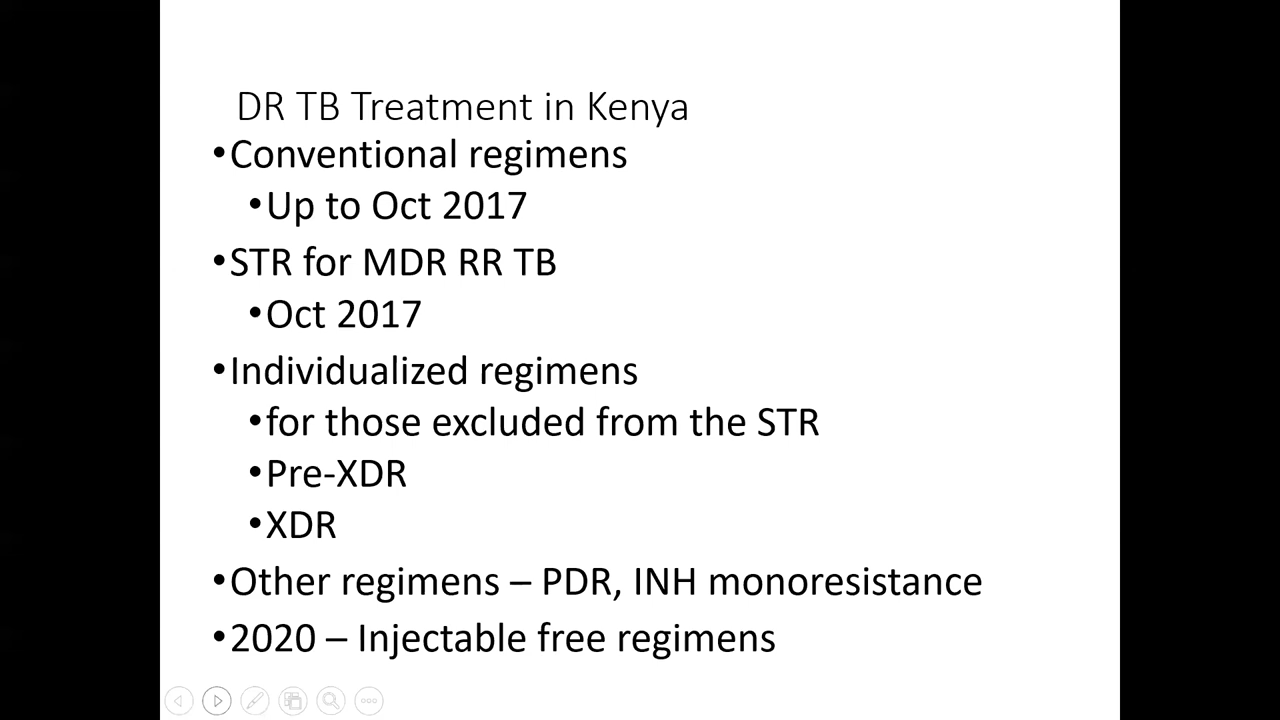 DR TB Treatment in Kenya
•Conventional regimens
•Up to Oct 2017
•STR for MDR RR TB
•Oct 2017
•Individualized regimens
•for those excluded from the STR
•Pre-XDR
•XDR
•Other regimens – PDR, INH monoresistance
•2020 – Injectable free regimens